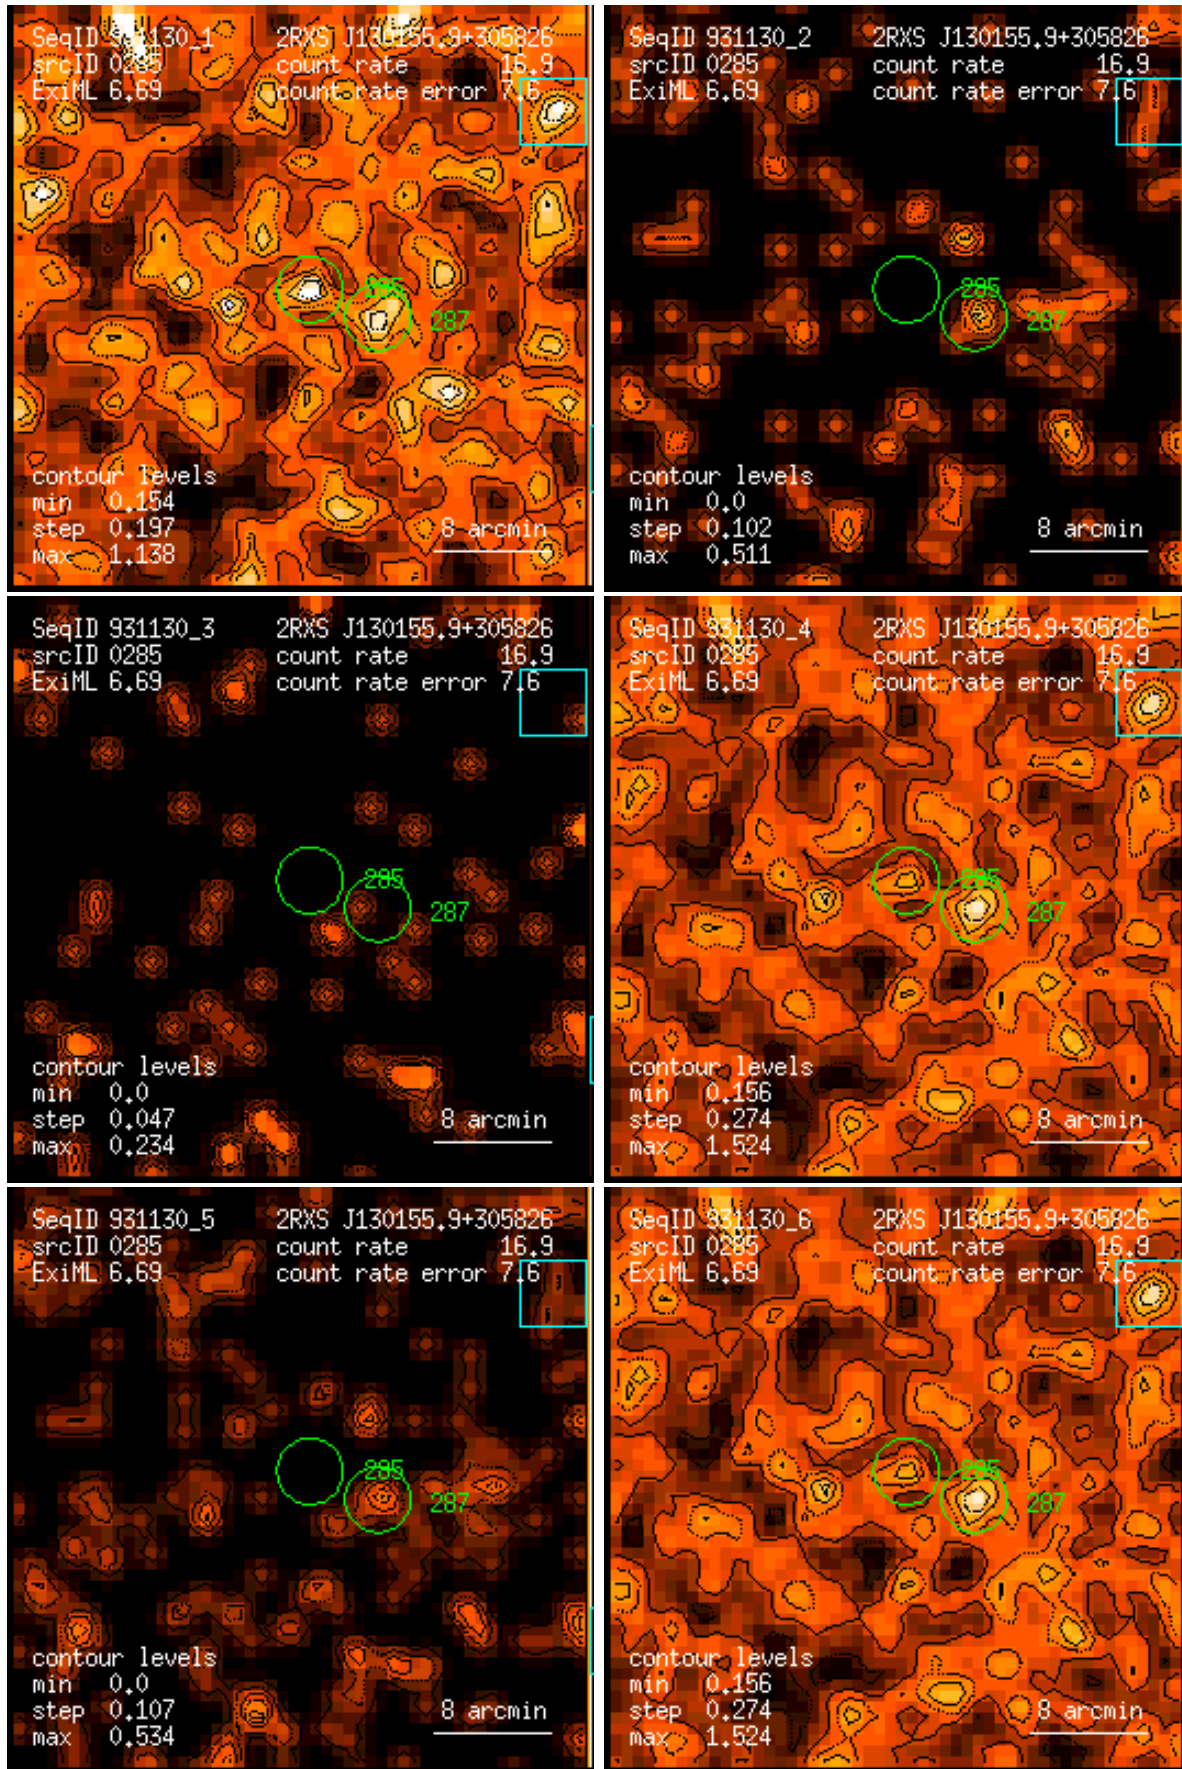 SeqID 931130_1 2RXS J130155.9+305826
srcID 0285 count rate 16.9
ExiML 6.69 count rate error 7.6
285
287
contour levels
min 0.154
step 0.197 8 arcmin
max 1.138
SeqID 931130_2 2RXS J130155.9+305826
srcID 0285 count rate 16.9
ExiML 6.69 count rate error 7.6
285
287
contour levels
min 0.0
step 0.102 8 arcmin
max 0.511
SeqID 931130_3 2RXS J130155.9+305826
srcID 0285 count rate 16.9
ExiML 6.69 count rate error 7.6
285
287
contour levels
min 0.0
step 0.047 8 arcmin
max 0.234
SeqID 931130_4 2RXS J130155.9+305826
srcID 0285 count rate 16.9
ExiML 6.69 count rate error 7.6
285
287
contour levels
min 0.156
step 0.274 8 arcmin
max 1.524
SeqID 931130_5 2RXS J130155.9+305826
srcID 0285 count rate 16.9
ExiML 6.69 count rate error 7.6
285
287
contour levels
min 0.0
step 0.107 8 arcmin
max 0.534
SeqID 931130_6 2RXS J130155.9+305826
srcID 0285 count rate 16.9
ExiML 6.69 count rate error 7.6
285
287
contour levels
min 0.156
step 0.274 8 arcmin
max 1.524